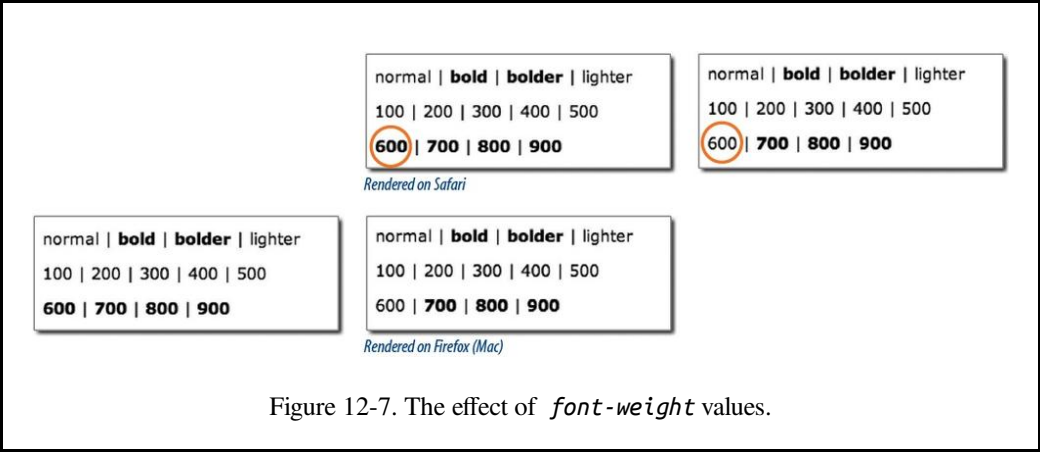 normal | bold | bolder | lighter
100 | 200 | 300 | 400 | 500
600 | 700 | 800 | 900
Rendered on Safari
normal | bold | bolder | lighter
100 | 200 | 300 | 400 | 500
600 | 700 | 800 | 900
normal | bold | bolder | lighter
100 | 200 | 300 | 400 | 500
600 | 700 | 800 | 900
normal | bold | bolder | lighter
100 | 200 | 300 | 400 | 500
600 | 700 | 800 | 900
Rendered on Firefox (Mac)
Figure 12-7. The effect of font-weight values.